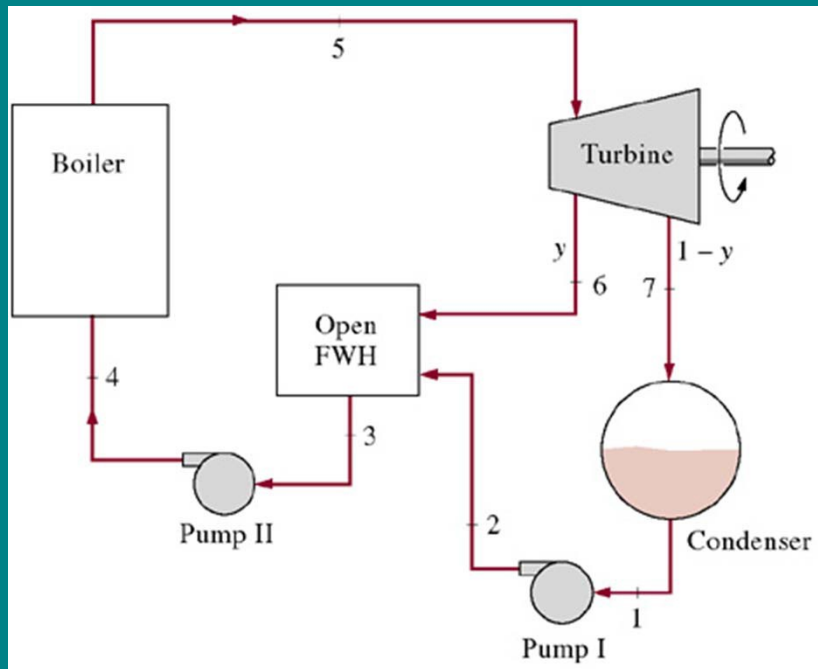 5
Boiler
Turbine
y
1 – y
6
7
Open
FWH
4
3
2
Pump II
Condenser
1
Pump I